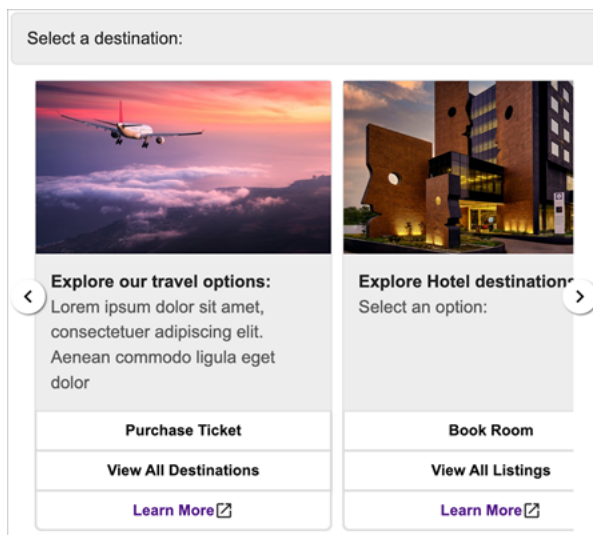 Select a destination:
Explore our travel options:
Lorem ipsum dolor sit amet,
consectetuer adipiscing elit.
Aenean commodo ligula eget
dolor
Purchase Ticket
View All Destinations
Learn More
Explore Hotel destinations
Select an option:
Book Room
View All Listings
Learn More